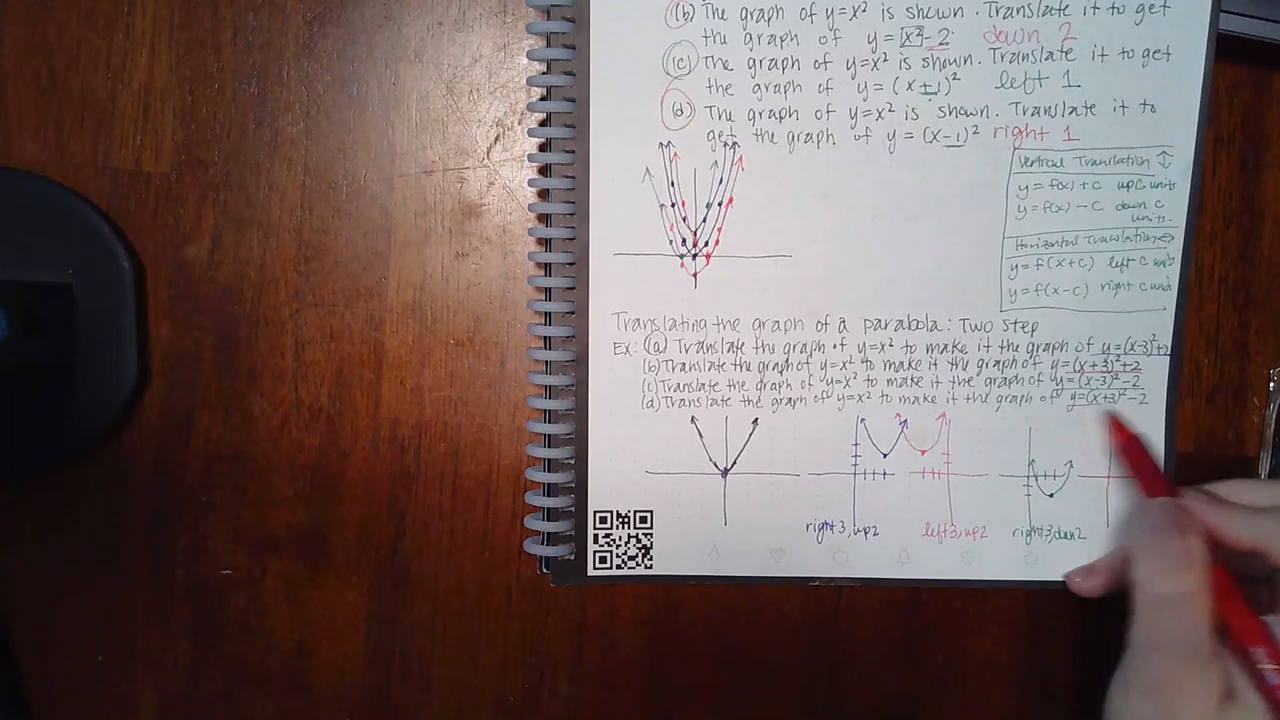 (b) The graph of y=x² is shown. Translate it to get
the graph of y = x²-2. down 2
(c) The graph of y=x² is shown. Translate it to get
the graph of y = (x+1)² left 1
(d) The graph of y=x² is shown. Translate it to
get the graph of y = (x-1)² right 1
Vertical Translation ↕
y = f(x) + c up c units
y = f(x) - c down c
units.
Horizontal Translation ↔
y = f(x+c) left c units
y = f(x-c) right c units
Translating the graph of a parabola: Two Step
EX: (a) Translate the graph of y=x² to make it the graph of y=(x-3)²+2
(b) Translate the graph of y=x² to make it the graph of y=(x+3)²+2
(c) Translate the graph of y=x² to make it the graph of y=(x-3)²-2
(d) Translate the graph of y=x² to make it the graph of y=(x+3)²-2
right 3, up 2
left 3, up 2
right 3, down 2